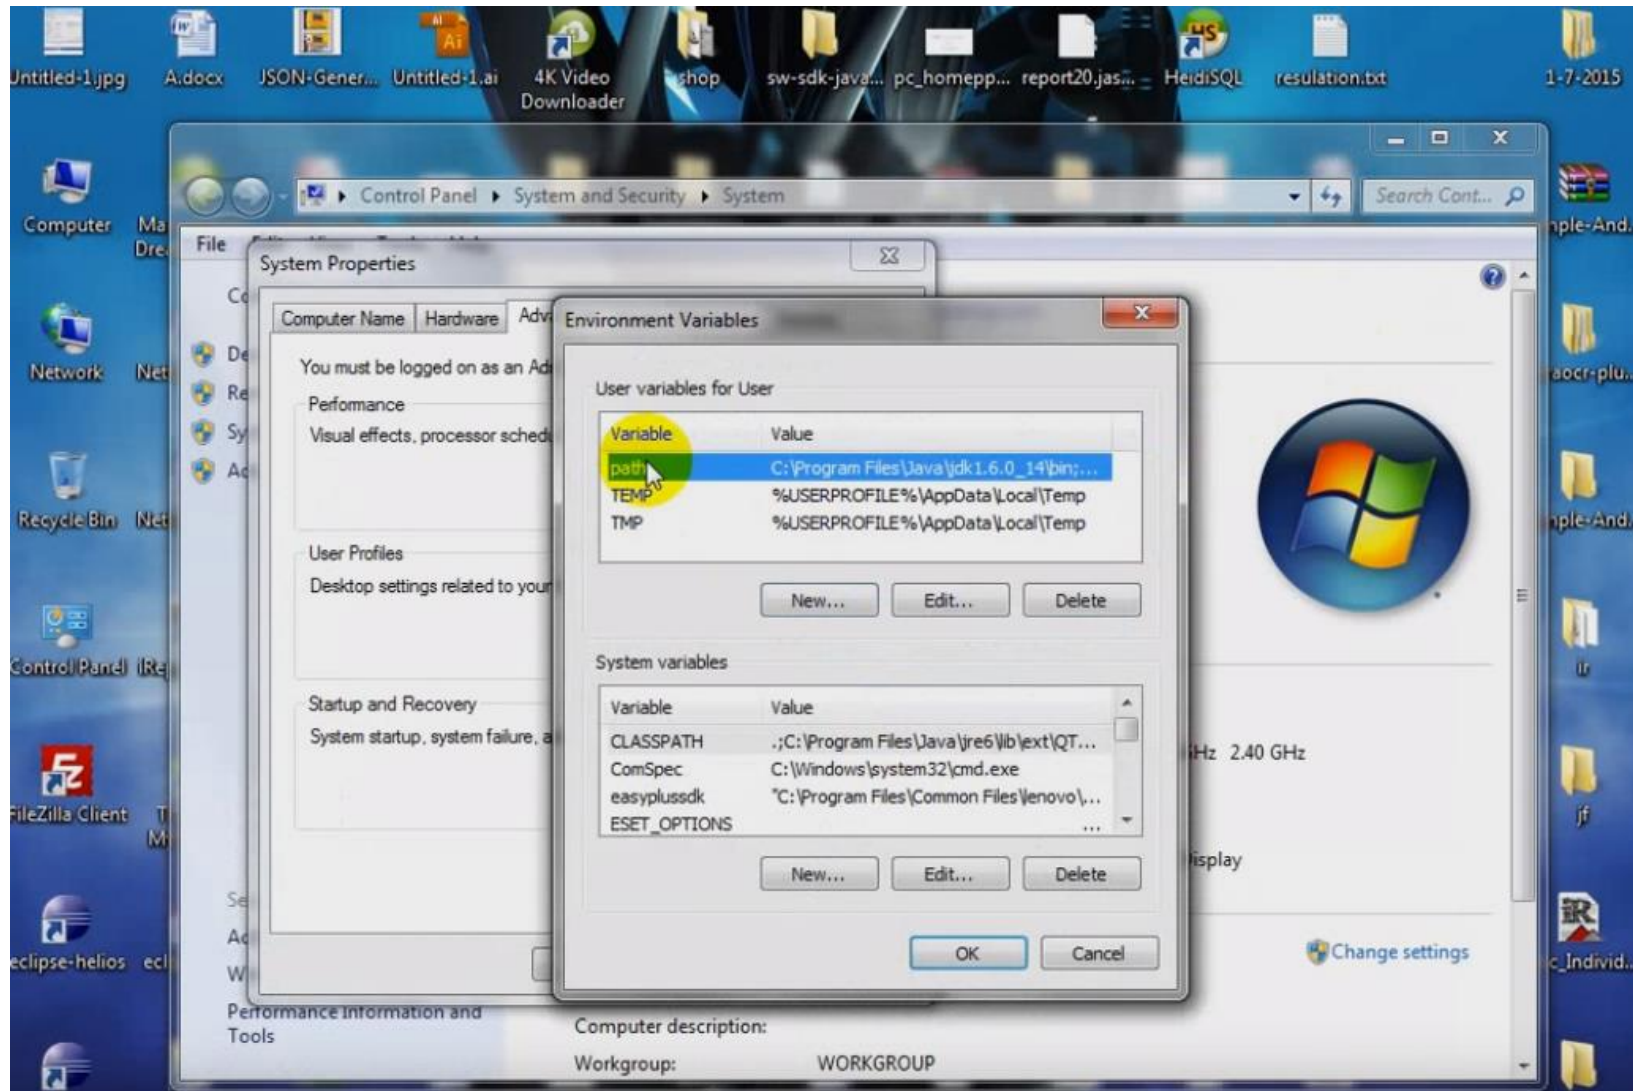 Untitled-1.jpg
A.docx
JSON-Gener...
Untitled-1.ai
4K Video
Downloader
shop
sw-sdk-java...
pc_homepp...
report20.jas...
HeidiSQL
resulation.txt
1-7-2015
Computer
Network
Recycle Bin
Control Panel
FileZilla Client
eclipse-helios
Control Panel
System and Security
System
Search Cont...
File
System Properties
Computer Name
Hardware
You must be logged on as an
Performance
Visual effects, processor
User Profiles
Desktop settings related to
Startup and Recovery
System startup, system failure,
Environment Variables
User variables for User
Variable Value
path C:\Program Files\Java\jdk1.6.0_14\bin;...
TEMP %USERPROFILE%\AppData\Local\Temp
TMP %USERPROFILE%\AppData\Local\Temp
New... Edit... Delete
System variables
Variable Value
CLASSPATH .;C:\Program Files\Java\jre6\lib\ext\QT...
ComSpec C:\Windows\system32\cmd.exe
easyplussdk "C:\Program Files\Common Files\lenovo\...
ESET_OPTIONS ...
New... Edit... Delete
OK Cancel
2.40 GHz
Change settings
Performance Information and
Tools
Computer description:
Workgroup: WORKGROUP
ir
jf
c_Individ...